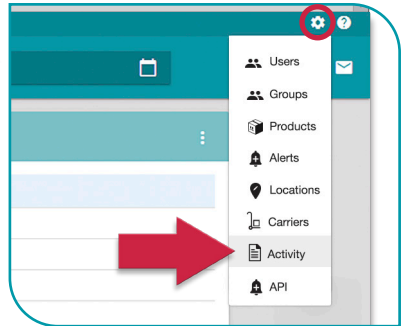 ?
Users
Groups
Products
Alerts
Locations
Carriers
Activity
API